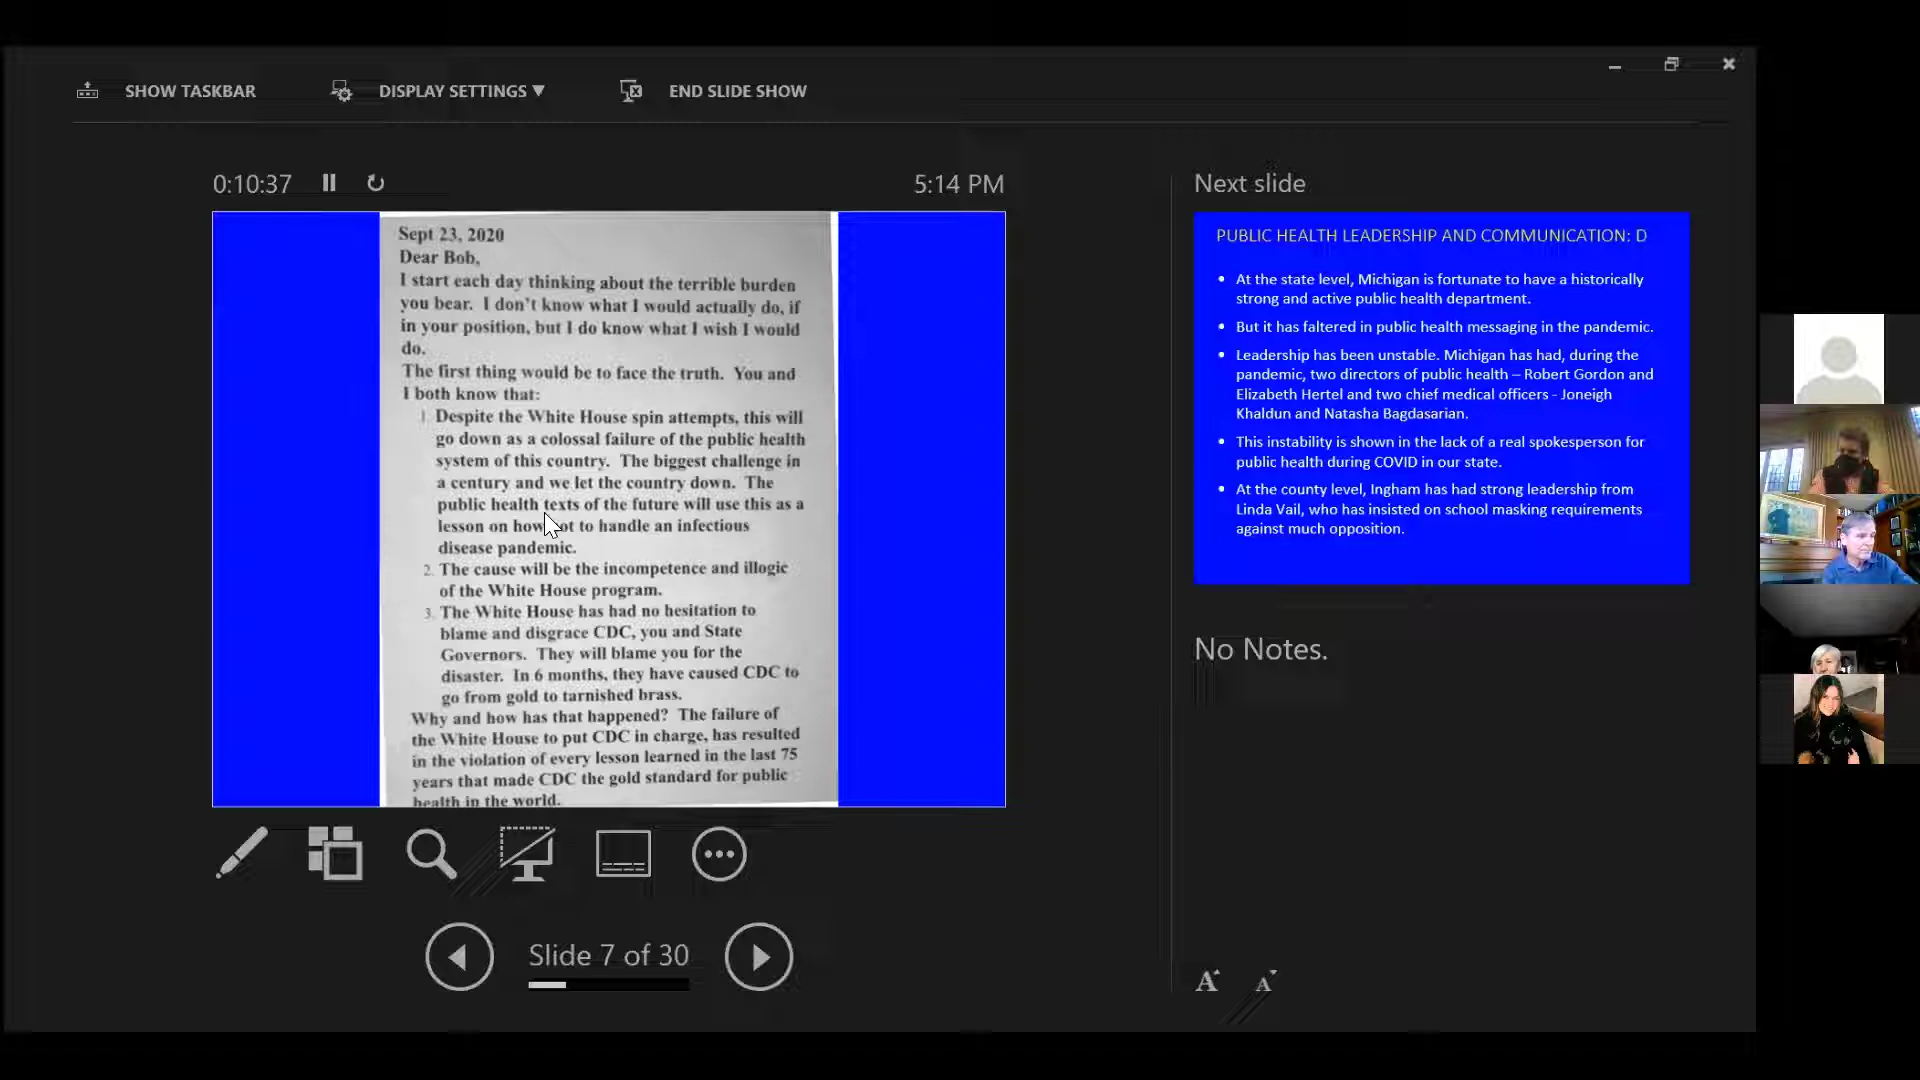 SHOW TASKBAR
DISPLAY SETTINGS ▼
END SLIDE SHOW
0:10:37
5:14 PM
Sept 23, 2020
Dear Bob,
I start each day thinking about the terrible burden
you bear. I don't know what I would actually do, if
in your position, but I do know what I wish I would
do.
The first thing would be to face the truth. You and
I both know that:
1. Despite the White House spin attempts, this will
go down as a colossal failure of the public health
system of this country. The biggest challenge in
a century and we let the country down. The
public health texts of the future will use this as a
lesson on how not to handle an infectious
disease pandemic.
2. The cause will be the incompetence and illogic
of the White House program.
3. The White House has had no hesitation to
blame and disgrace CDC, you and State
Governors. They will blame you for the
disaster. In 6 months, they have caused CDC to
go from gold to tarnished brass.
Why and how has that happened? The failure of
the White House to put CDC in charge, has resulted
in the violation of every lesson learned in the last 75
years that made CDC the gold standard for public
health in the world.
Slide 7 of 30
Next slide
PUBLIC HEALTH LEADERSHIP AND COMMUNICATION: D
• At the state level, Michigan is fortunate to have a historically
strong and active public health department.
• But it has faltered in public health messaging in the pandemic.
• Leadership has been unstable. Michigan has had, during the
pandemic, two directors of public health – Robert Gordon and
Elizabeth Hertel and two chief medical officers - Joneigh
Khaldun and Natasha Bagdasarian.
• This instability is shown in the lack of a real spokesperson for
public health during COVID in our state.
• At the county level, Ingham has had strong leadership from
Linda Vail, who has insisted on school masking requirements
against much opposition.
No Notes.
A A